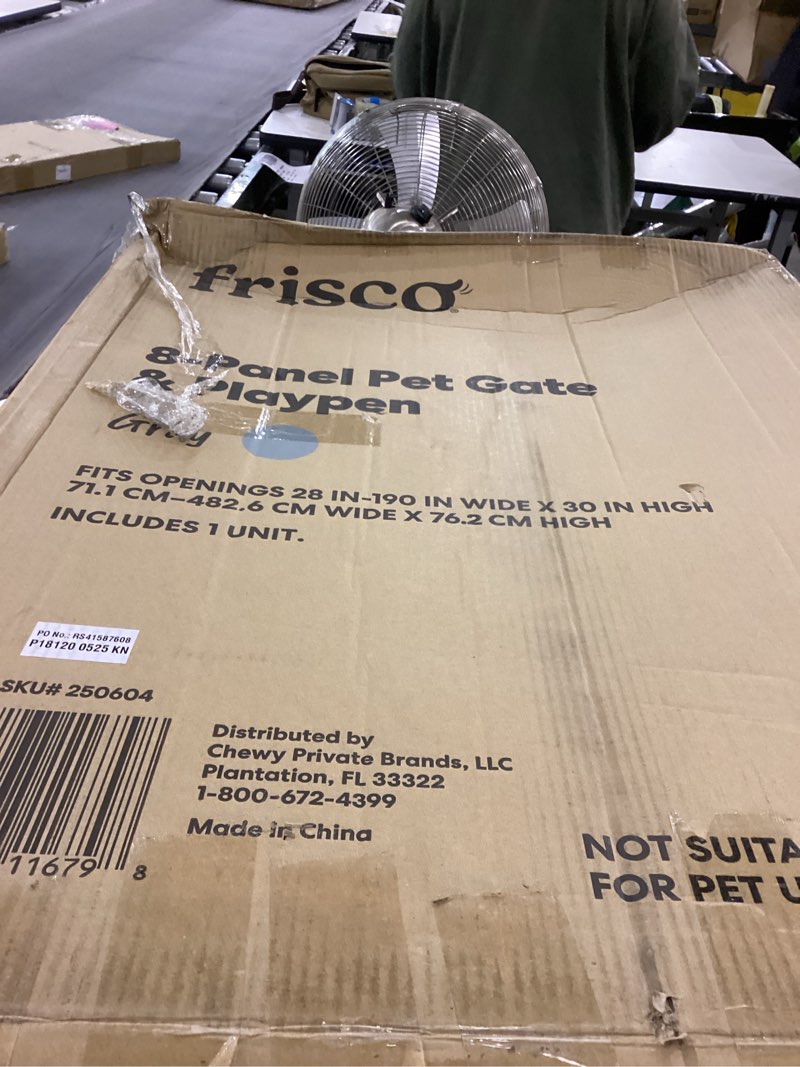 frisco
8-Panel Pet Gate
& Playpen
Gray
FITS OPENINGS 28 IN–190 IN WIDE X 30 IN HIGH
71.1 CM–482.6 CM WIDE X 76.2 CM HIGH
INCLUDES 1 UNIT.
PO No.: RS41587608
P18120 0525 KN
SKU# 250604
11679 8
Distributed by
Chewy Private Brands, LLC
Plantation, FL 33322
1-800-672-4399
Made in China
NOT SUITA
FOR PET U